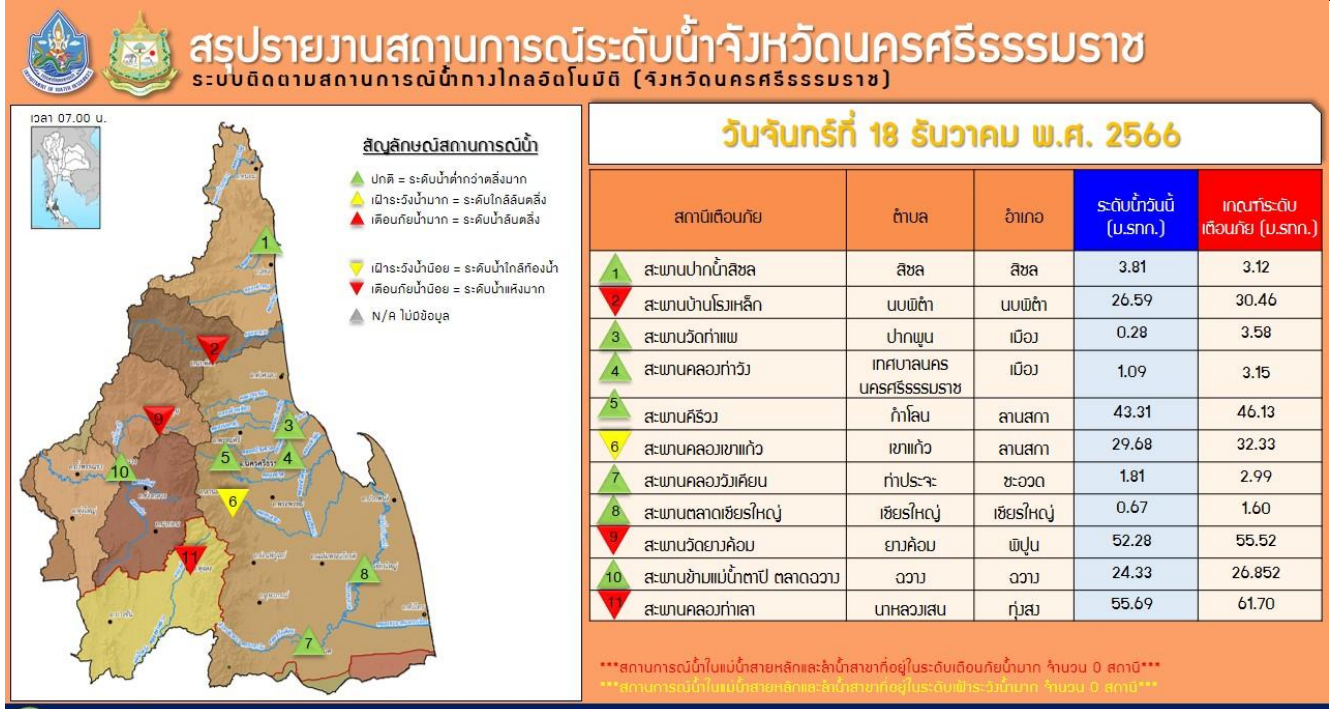 สรุปรายงานสถานการณ์ระดับน้ำจังหวัดนครศรีธรรมราช
ระบบติดตามสถานการณ์น้ำทางไกลอัตโนมัติ (จังหวัดนครศรีธรรมราช)
เวลา 07.00 น.
สัญลักษณ์สถานการณ์น้ำ
ปกติ = ระดับน้ำต่ำกว่าตลิ่งมาก
เฝ้าระวังน้ำมาก = ระดับใกล้ล้นตลิ่ง
เตือนภัยน้ำมาก = ระดับน้ำล้นตลิ่ง
เฝ้าระวังน้ำน้อย = ระดับน้ำใกล้ท้องน้ำ
เตือนภัยน้ำน้อย = ระดับน้ำแห้งมาก
N/A ไม่มีข้อมูล
1
2
9
3
10
5
4
6
11
8
7
วันจันทร์ที่ 18 ธันวาคม พ.ศ. 2566
สถานีเตือนภัย ตำบล อำเภอ ระดับน้ำวันนี้ (ม.รทก.) เกณฑ์ระดับเตือนภัย (ม.รทก.)
1 สะพานปากน้ำสิชล สิชล สิชล 3.81 3.12
2 สะพานบ้านโรงเหล็ก นบพิตำ นบพิตำ 26.59 30.46
3 สะพานวัดท่าแพ ปากพูน เมือง 0.28 3.58
4 สะพานคลองท่าวัง เทศบาลนครนครศรีธรรมราช เมือง 1.09 3.15
5 สะพานคีรีวง กำโลน ลานสกา 43.31 46.13
6 สะพานคลองเขาแก้ว เขาแก้ว ลานสกา 29.68 32.33
7 สะพานคลองวังเคียน ท่าประจะ ชะอวด 1.81 2.99
8 สะพานตลาดเชียรใหญ่ เชียรใหญ่ เชียรใหญ่ 0.67 1.60
9 สะพานวัดยางค้อม ยางค้อม พิปูน 52.28 55.52
10 สะพานข้ามแม่น้ำตาปี ตลาดฉวาง ฉวาง ฉวาง 24.33 26.852
11 สะพานคลองท่าเลา นาหลวงเสน ทุ่งสง 55.69 61.70
***สถานการณ์น้ำในแม่น้ำสายหลักและลำน้ำสาขาที่อยู่ในระดับเตือนภัยน้ำมาก จำนวน 0 สถานี***
***สถานการณ์น้ำในแม่น้ำสายหลักและลำน้ำสาขาที่อยู่ในระดับเฝ้าระวังน้ำมาก จำนวน 0 สถานี***